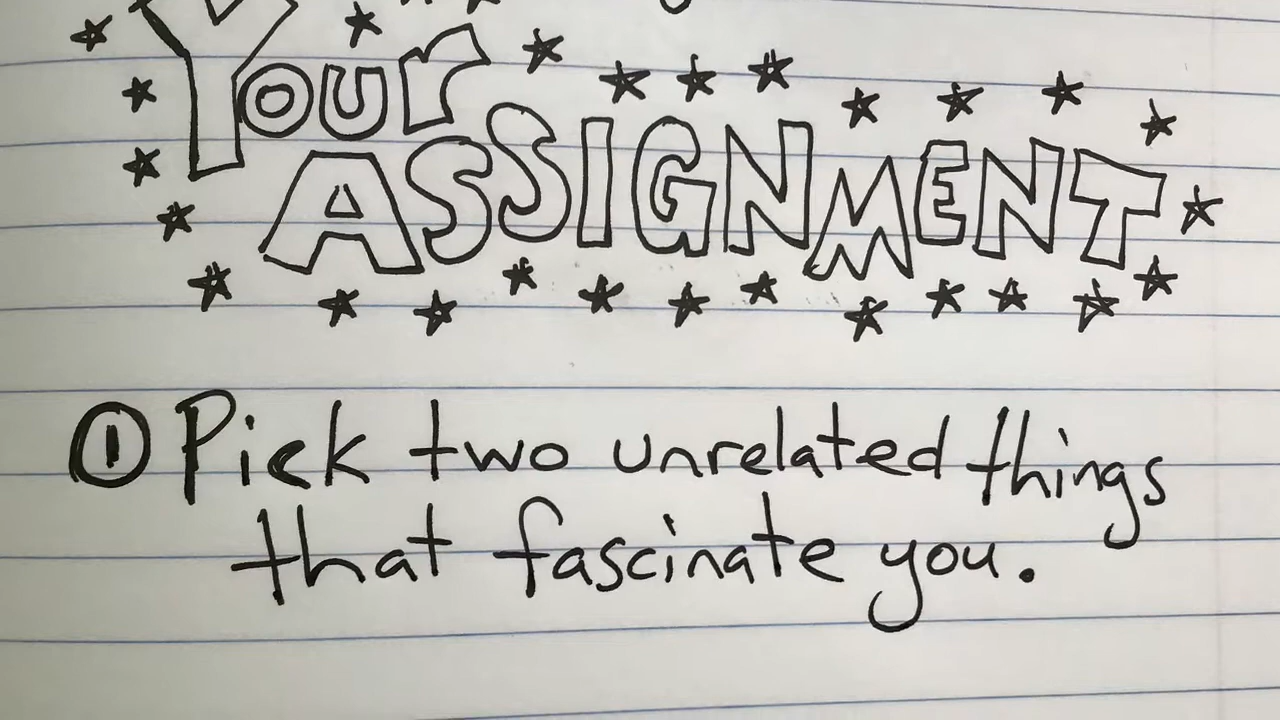 Your
ASSIGNMENT
① Pick two unrelated things
that fascinate you.